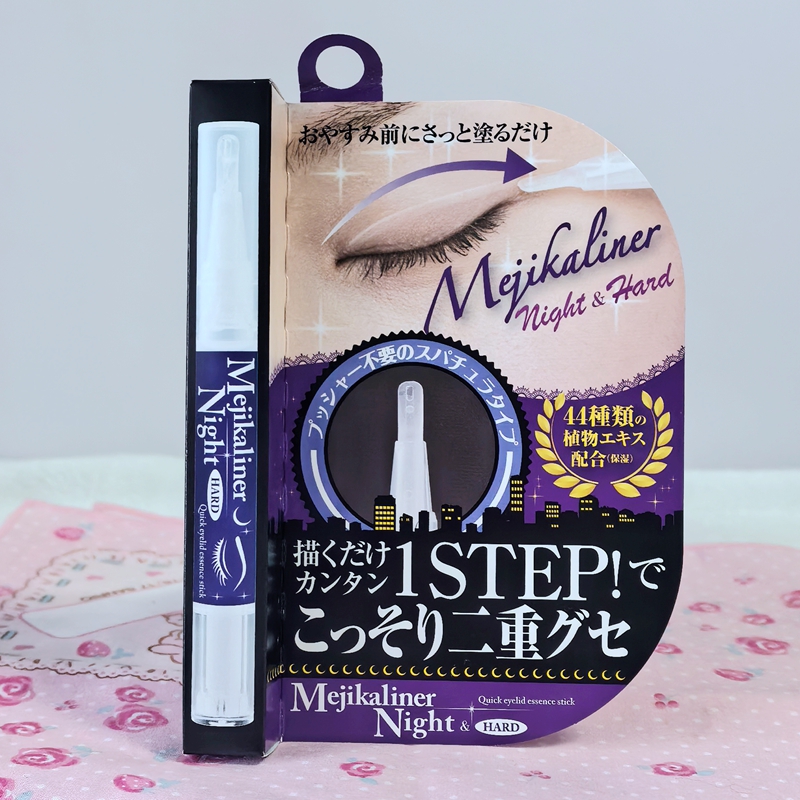 おやすみ前にさっと塗るだけ
Mejikaliner
Night & Hard
プッシャー不要のスパチュラタイプ
44種類の
植物エキス
配合(保湿)
描くだけ
カンタン
1STEP!で
こっそり二重グセ
Mejikaliner
Night & HARD
Quick eyelid essence stick
Mejikaliner
Night
HARD
Quick eyelid essence stick